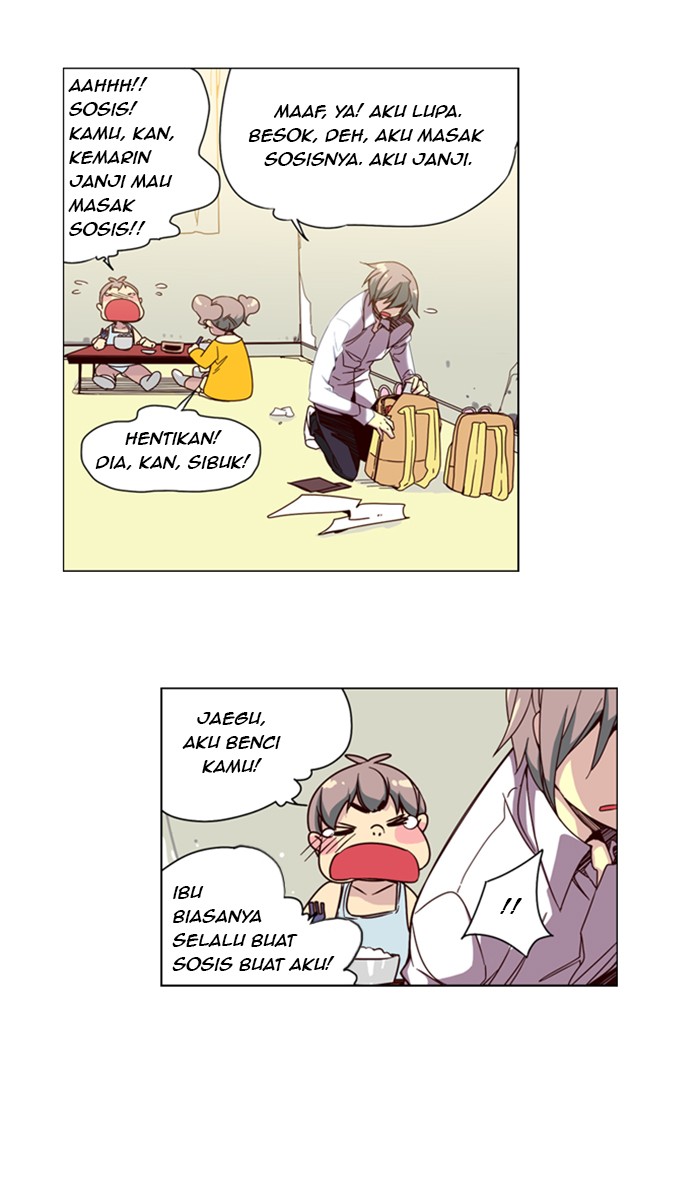 AAHHH!!
SOSIS!
KAMU, KAN,
KEMARIN
JANJI MAU
MASAK
SOSIS!!
MAAF, YA! AKU LUPA.
BESOK, DEH, AKU MASAK
SOSISNYA. AKU JANJI.
HENTIKAN!
DIA, KAN, SIBUK!
JAEGU,
AKU BENCI
KAMU!
IBU
BIASANYA
SELALU BUAT
SOSIS BUAT AKU!
!!